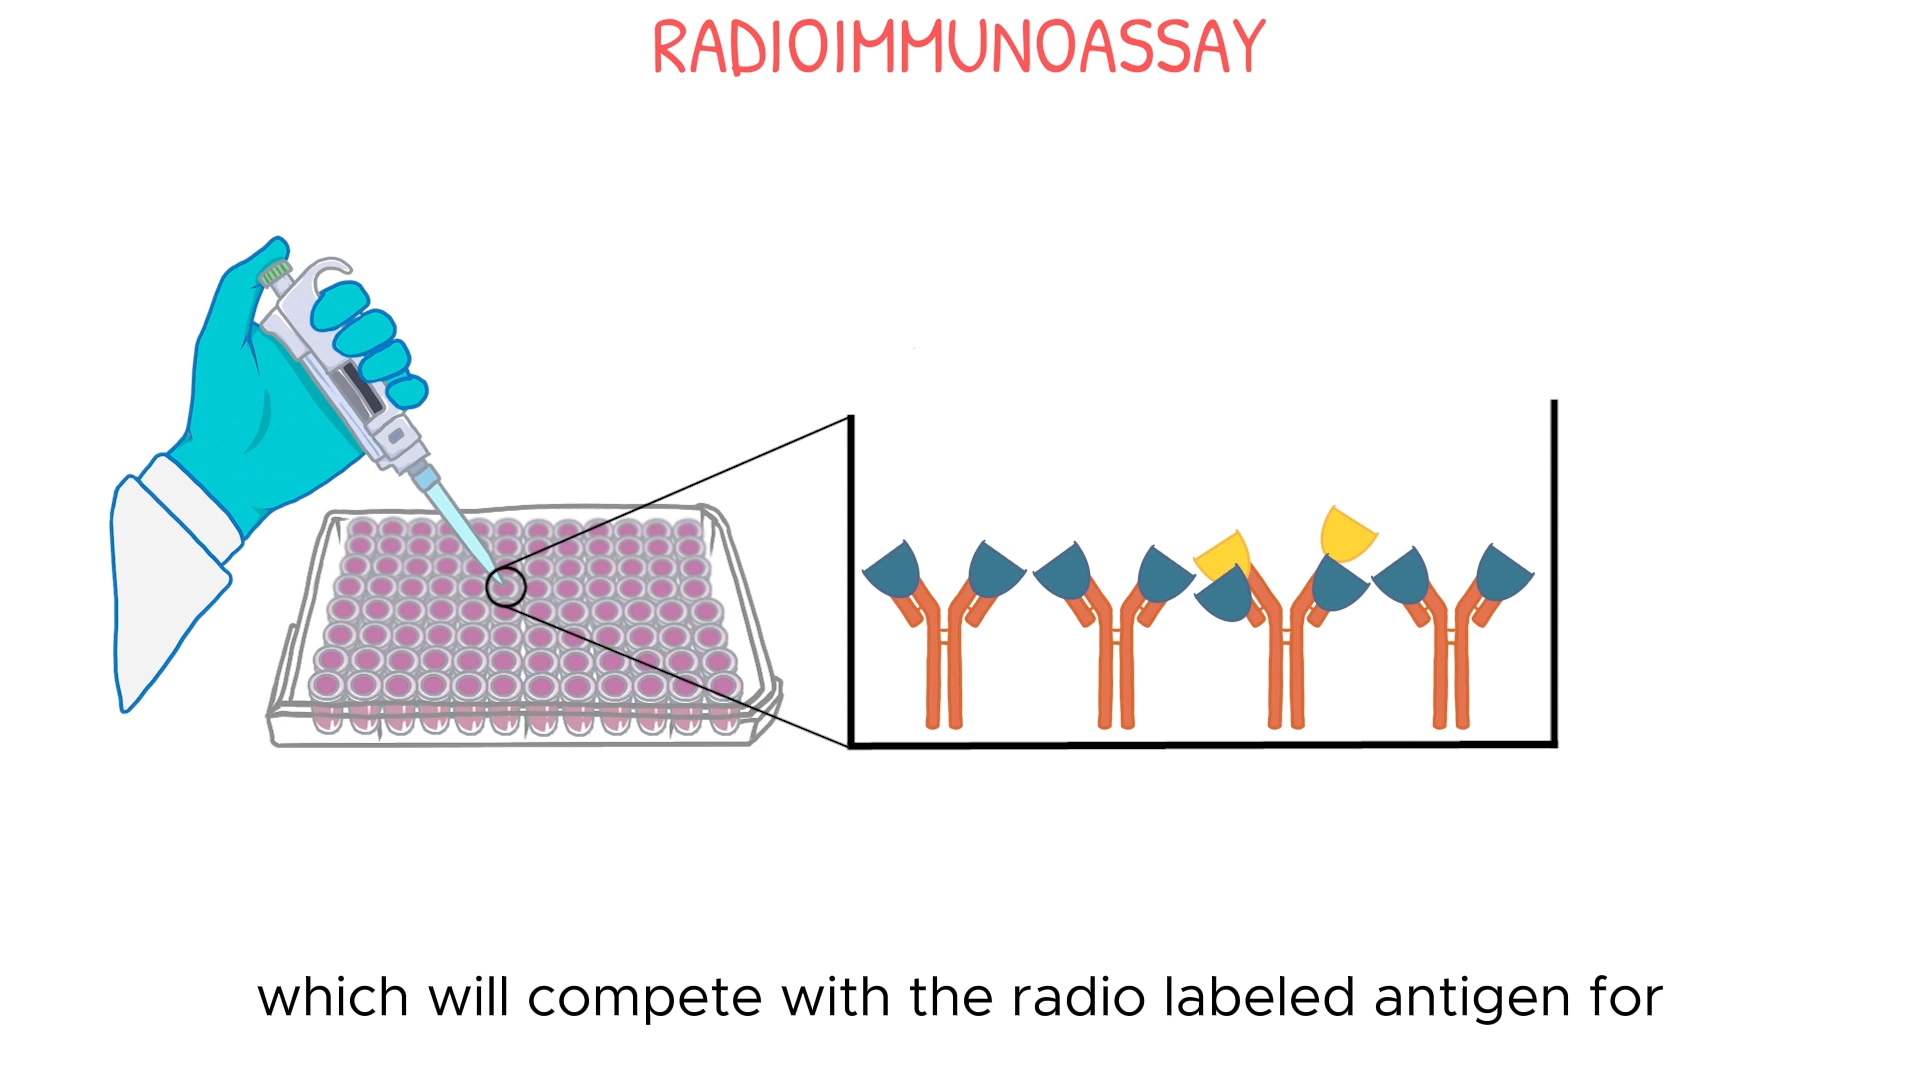 RADIOIMMUNOASSAY
which will compete with the radio labeled antigen for